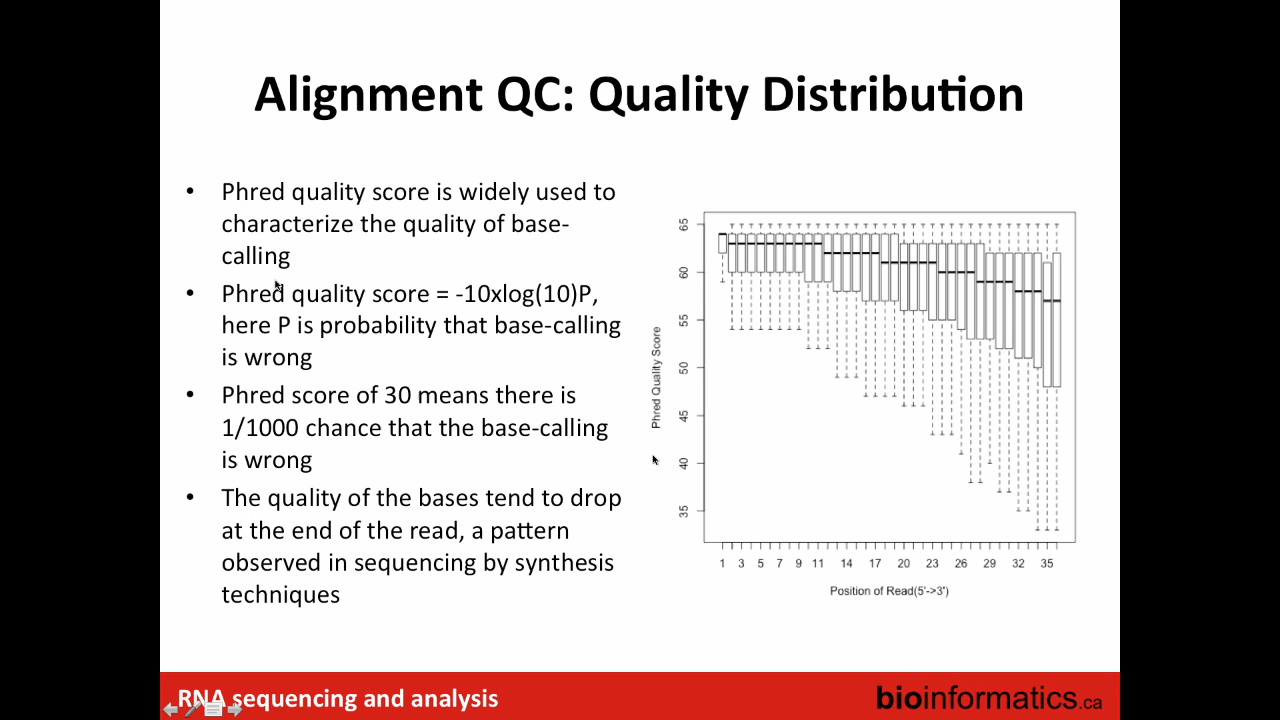 Alignment QC: Quality Distribution
• Phred quality score is widely used to
characterize the quality of base-
calling
• Phred quality score = -10xlog(10)P,
here P is probability that base-calling
is wrong
• Phred score of 30 means there is
1/1000 chance that the base-calling
is wrong
• The quality of the bases tend to drop
at the end of the read, a pattern
observed in sequencing by synthesis
techniques
Phred Quality Score
65
60
55
50
45
40
35
1 3 5 7 9 11 14 17 20 23 26 29 32 35
Position of Read(5'->3')
RNA sequencing and analysis
bioinformatics.ca